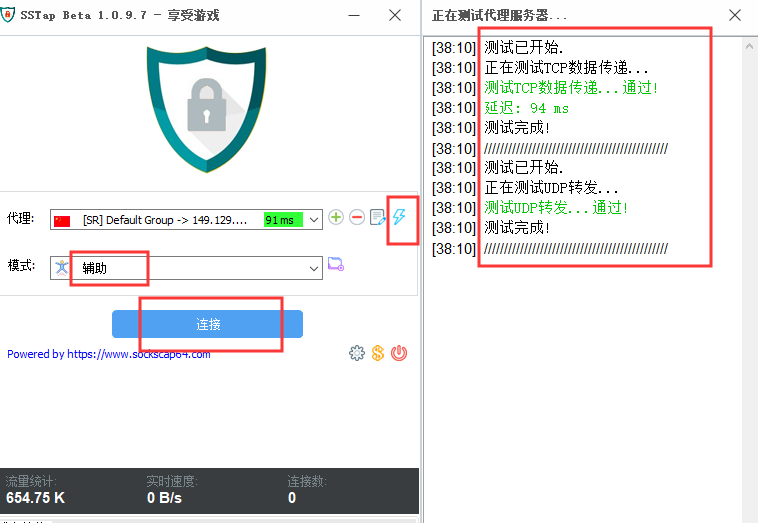 SSTap Beta 1.0.9.7 - 享受游戏
代理:
[SR] Default Group -> 149.129....
91 ms
模式:
辅助
连接
Powered by https://www.sockscap64.com
流量统计:
实时速度:
连接数:
654.75 K
0 B/s
0
正在测试代理服务器...
[38:10] 测试已开始.
[38:10] 正在测试TCP数据传递...
[38:10] 测试TCP数据传递...通过!
[38:10] 延迟: 94 ms
[38:10] 测试完成!
[38:10] //////////////////////////////////////////////
[38:10] 测试已开始.
[38:10] 正在测试UDP转发...
[38:10] 测试UDP转发...通过!
[38:10] 测试完成!
[38:10] //////////////////////////////////////////////